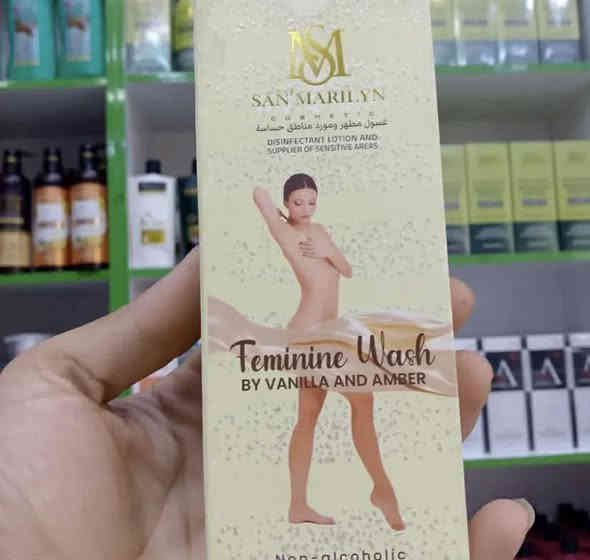 SM
SAN MARILYN
COSMETIC
غسول مطهر ومورد مناطق حساسة
DISINFECTANT LOTION AND
SUPPLIER OF SENSITIVE AREAS
Feminine Wash
BY VANILLA AND AMBER
Non-alcoholic